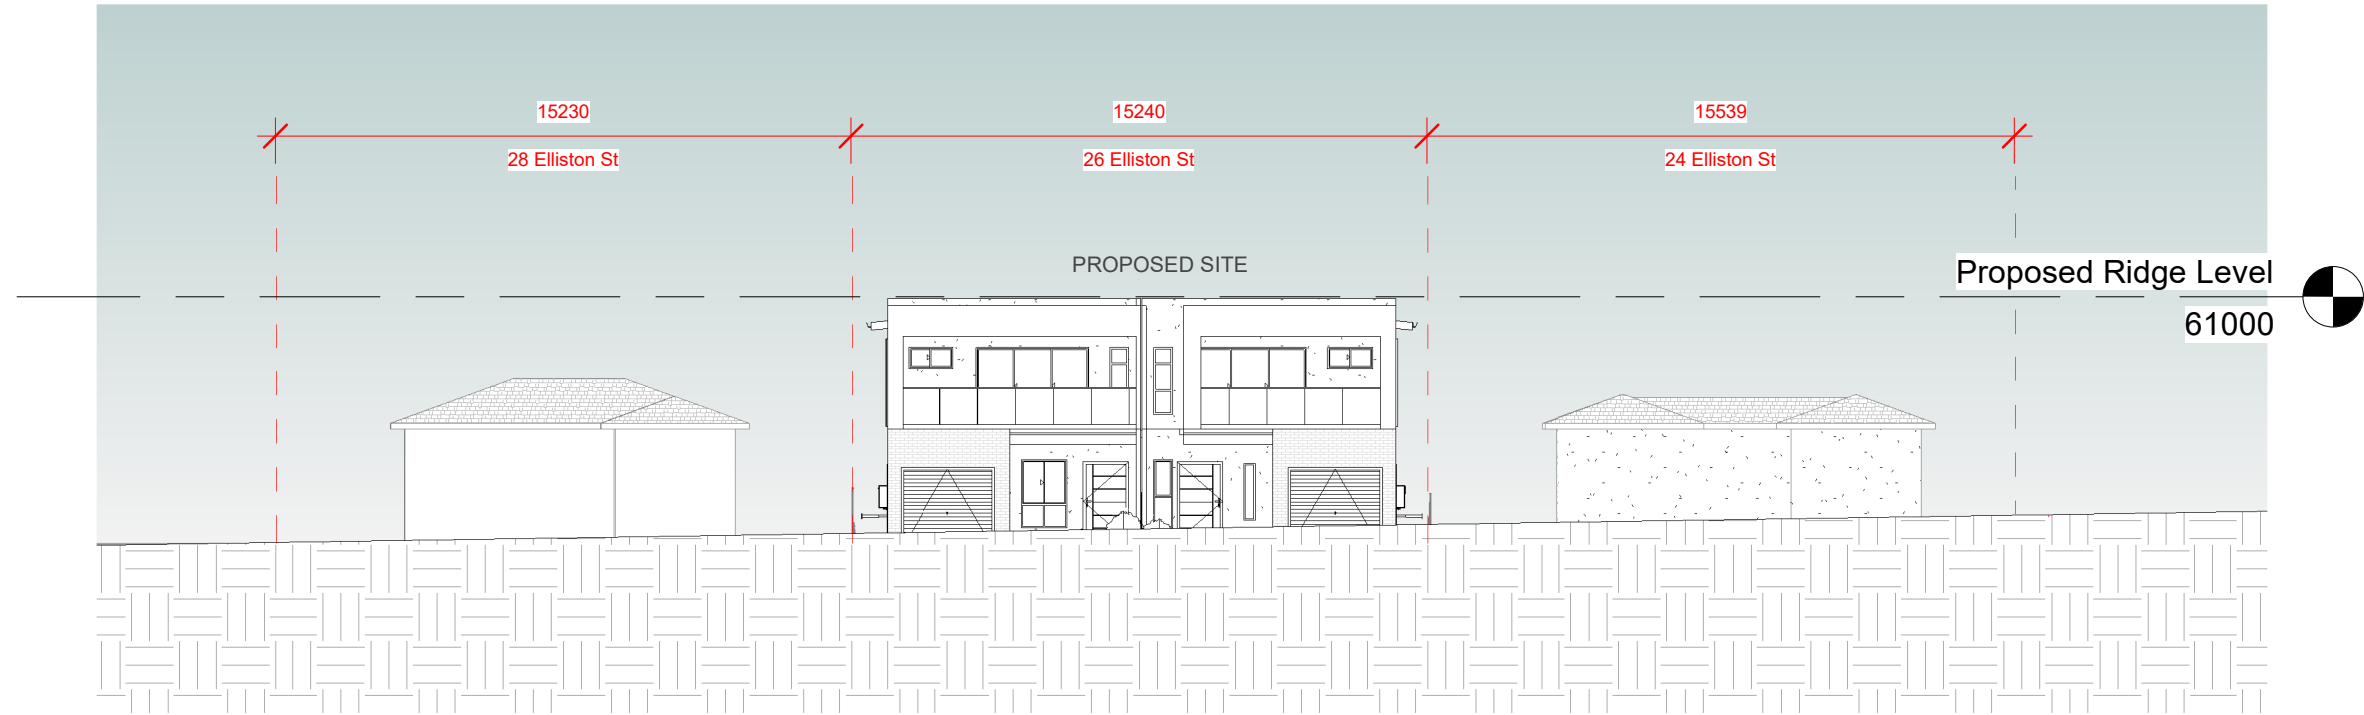 15230
15240
15539
28 Elliston St
26 Elliston St
24 Elliston St
PROPOSED SITE
Proposed Ridge Level
61000